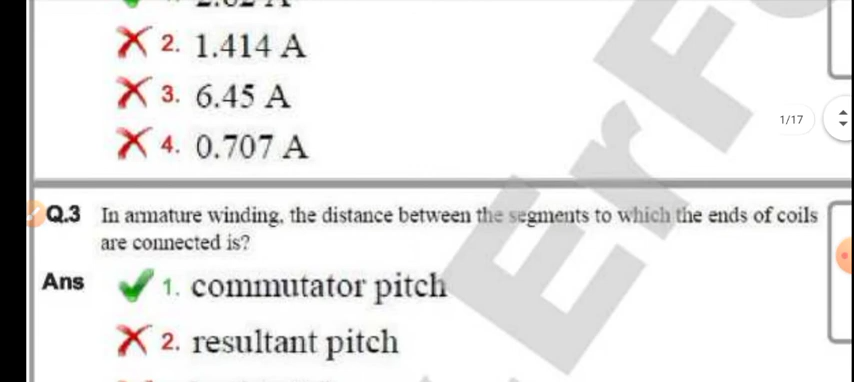 2. 1.414 A
3. 6.45 A
1/17
4. 0.707 A
Q.3 In armature winding, the distance between the segments to which the ends of coils
are connected is?
Ans 1. commutator pitch
2. resultant pitch